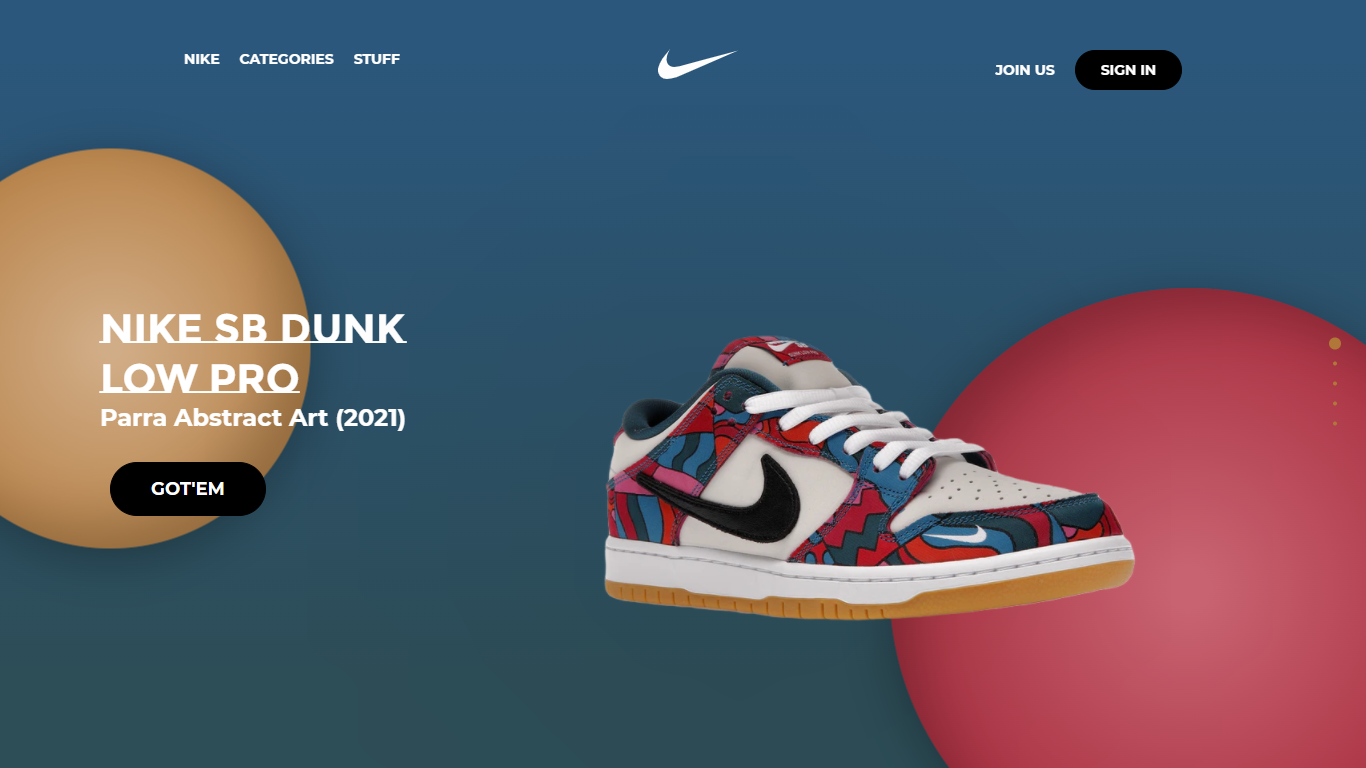 NIKE CATEGORIES STUFF
JOIN US SIGN IN
NIKE SB DUNK
LOW PRO
Parra Abstract Art (2021)
GOT'EM